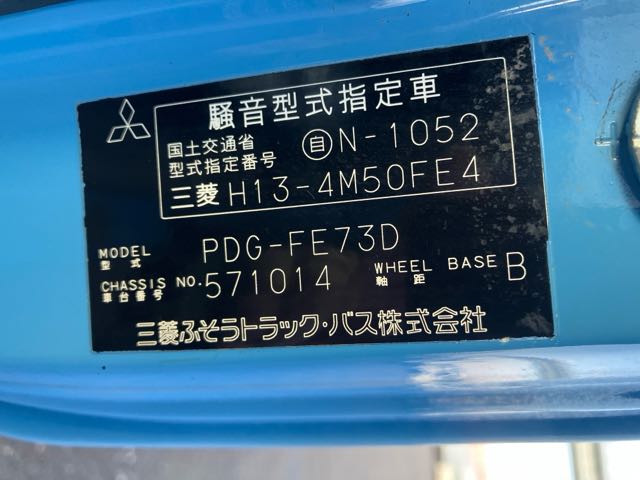 騒音型式指定車
国土交通省
型式指定番号 自N-1052
三菱 H13-4M50FE4
MODEL
型式 PDG-FE73D
CHASSIS NO.
車台番号 571014 WHEEL BASE
軸距 B
三菱ふそうトラック・バス株式会社